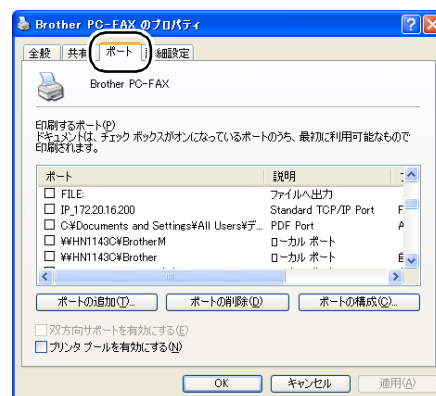 Brother PC-FAX のプロパティ
全般 共有 ポート 詳細設定
Brother PC-FAX
印刷するポート(P)
ドキュメントは、チェック ボックスがオンになっているポートのうち、最初に利用可能なもので
印刷されます。
ポート 説明
FILE: ファイルへ出力
IP_172.20.16.200 Standard TCP/IP Port F
C:¥Documents and Settings¥All Users¥デ... PDF Port A
¥¥HN1143C¥BrotherM ローカル ポート
¥¥HN1143C¥Brother ローカル ポート
ポートの追加(T)... ポートの削除(D) ポートの構成(C)...
双方向サポートを有効にする(E)
プリンタ プールを有効にする(N)
OK キャンセル 適用(A)